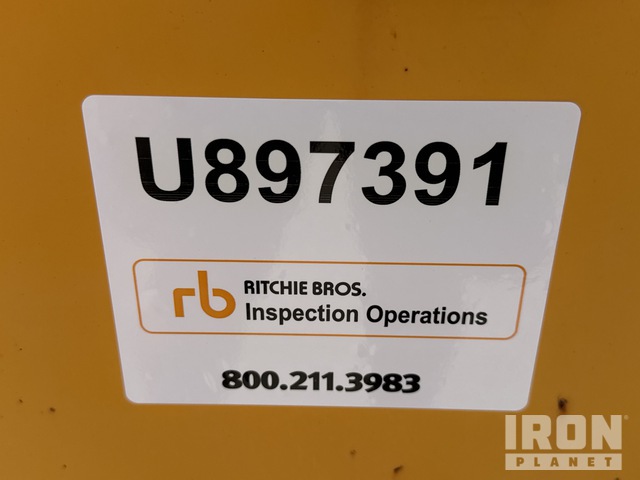 U897391
rb RITCHIE BROS.
Inspection Operations
800.211.3983
IRON
PLANET